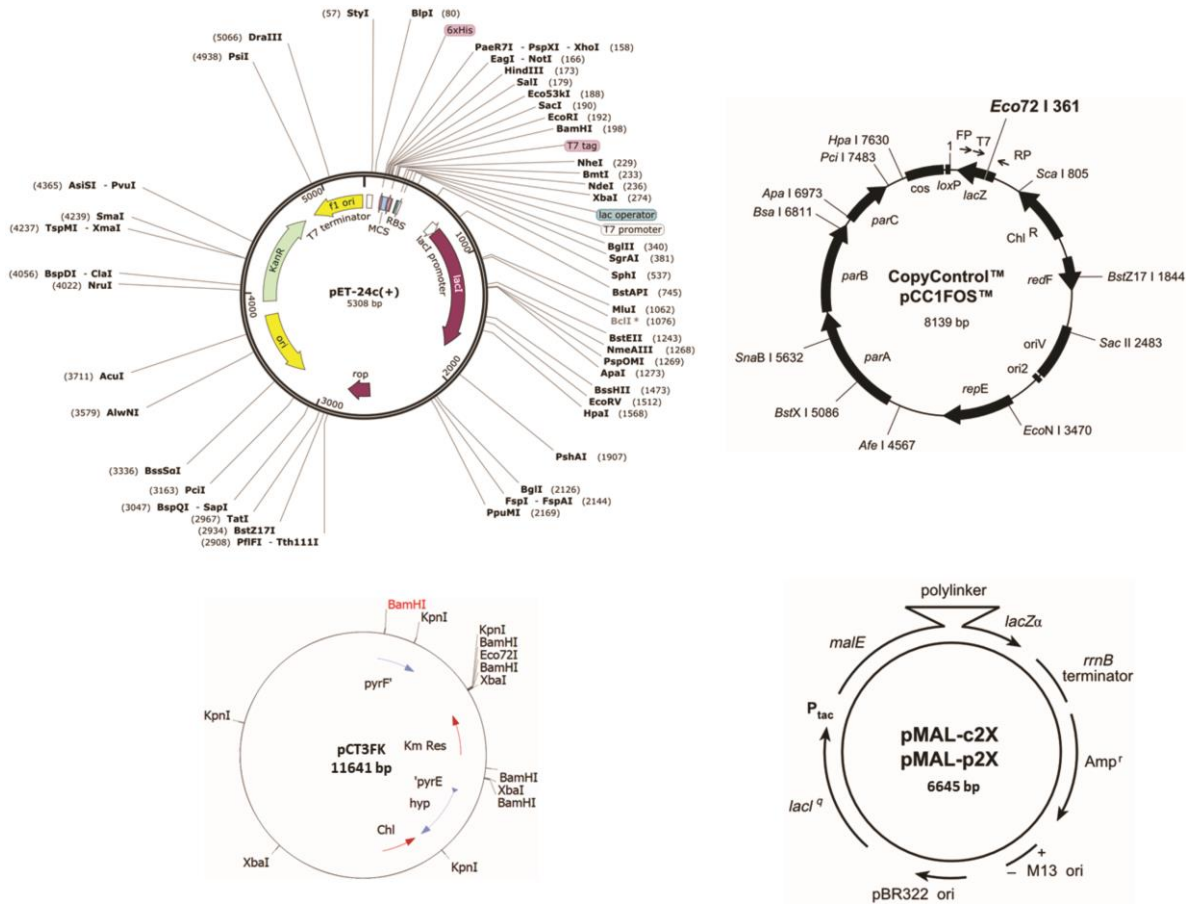 (57) StyI
BlpI (80)
6xHis
(5066) DraIII
(4938) PsiI
PaeR7I - PspXI - XhoI (158)
EagI - NotI (166)
HindIII (173)
SalI (179)
Eco53kI (188)
SacI (190)
EcoRI (192)
BamHI (198)
T7 tag
NheI (229)
BmtI (233)
NdeI (236)
XbaI (274)
lac operator
T7 promoter
BglII (340)
SgrAI (381)
SphI (537)
BstAPI (745)
MluI (1062)
BclI * (1076)
BstEII (1243)
NmeAIII (1268)
PspOMI (1269)
ApaI (1273)
BssHII (1473)
EcoRV (1512)
HpaI (1568)
PshAI (1907)
BglI (2126)
FspI - FspAI (2144)
PpuMI (2169)
(4365) AsiSI - PvuI
(4239) SmaI
(4237) TspMI - XmaI
(4056) BspDI - ClaI
(4022) NruI
(3711) AcuI
(3579) AlwNI
(3336) BssSαI
(3163) PciI
(3047) BspQI - SapI
(2967) TatI
(2934) BstZ17I
(2908) PflFI - Tth111I
5000
1000
2000
3000
4000
f1 ori
T7 terminator
MCS
RBS
lacI promoter
lacI
KanR
ori
rop
pET-24c(+)
5308 bp
Eco72 I 361
FP
T7
RP
1
Hpa I 7630
Pci I 7483
cos
loxP
lacZ
Sca I 805
Apa I 6973
Bsa I 6811
parC
Chl R
parB
CopyControl™
pCC1FOS™
8139 bp
redF
BstZ17 I 1844
SnaB I 5632
parA
oriV
Sac II 2483
ori2
repE
BstX I 5086
Afe I 4567
EcoN I 3470
BamHI
KpnI
KpnI
BamHI
Eco72I
BamHI
XbaI
pyrF'
KpnI
Km Res
pCT3FK
11641 bp
'pyrE
hyp
Chl
BamHI
XbaI
BamHI
XbaI
KpnI
polylinker
lacZα
malE
rrnB
terminator
Ptac
pMAL-c2X
pMAL-p2X
6645 bp
Ampr
lacI q
+
− M13 ori
pBR322 ori